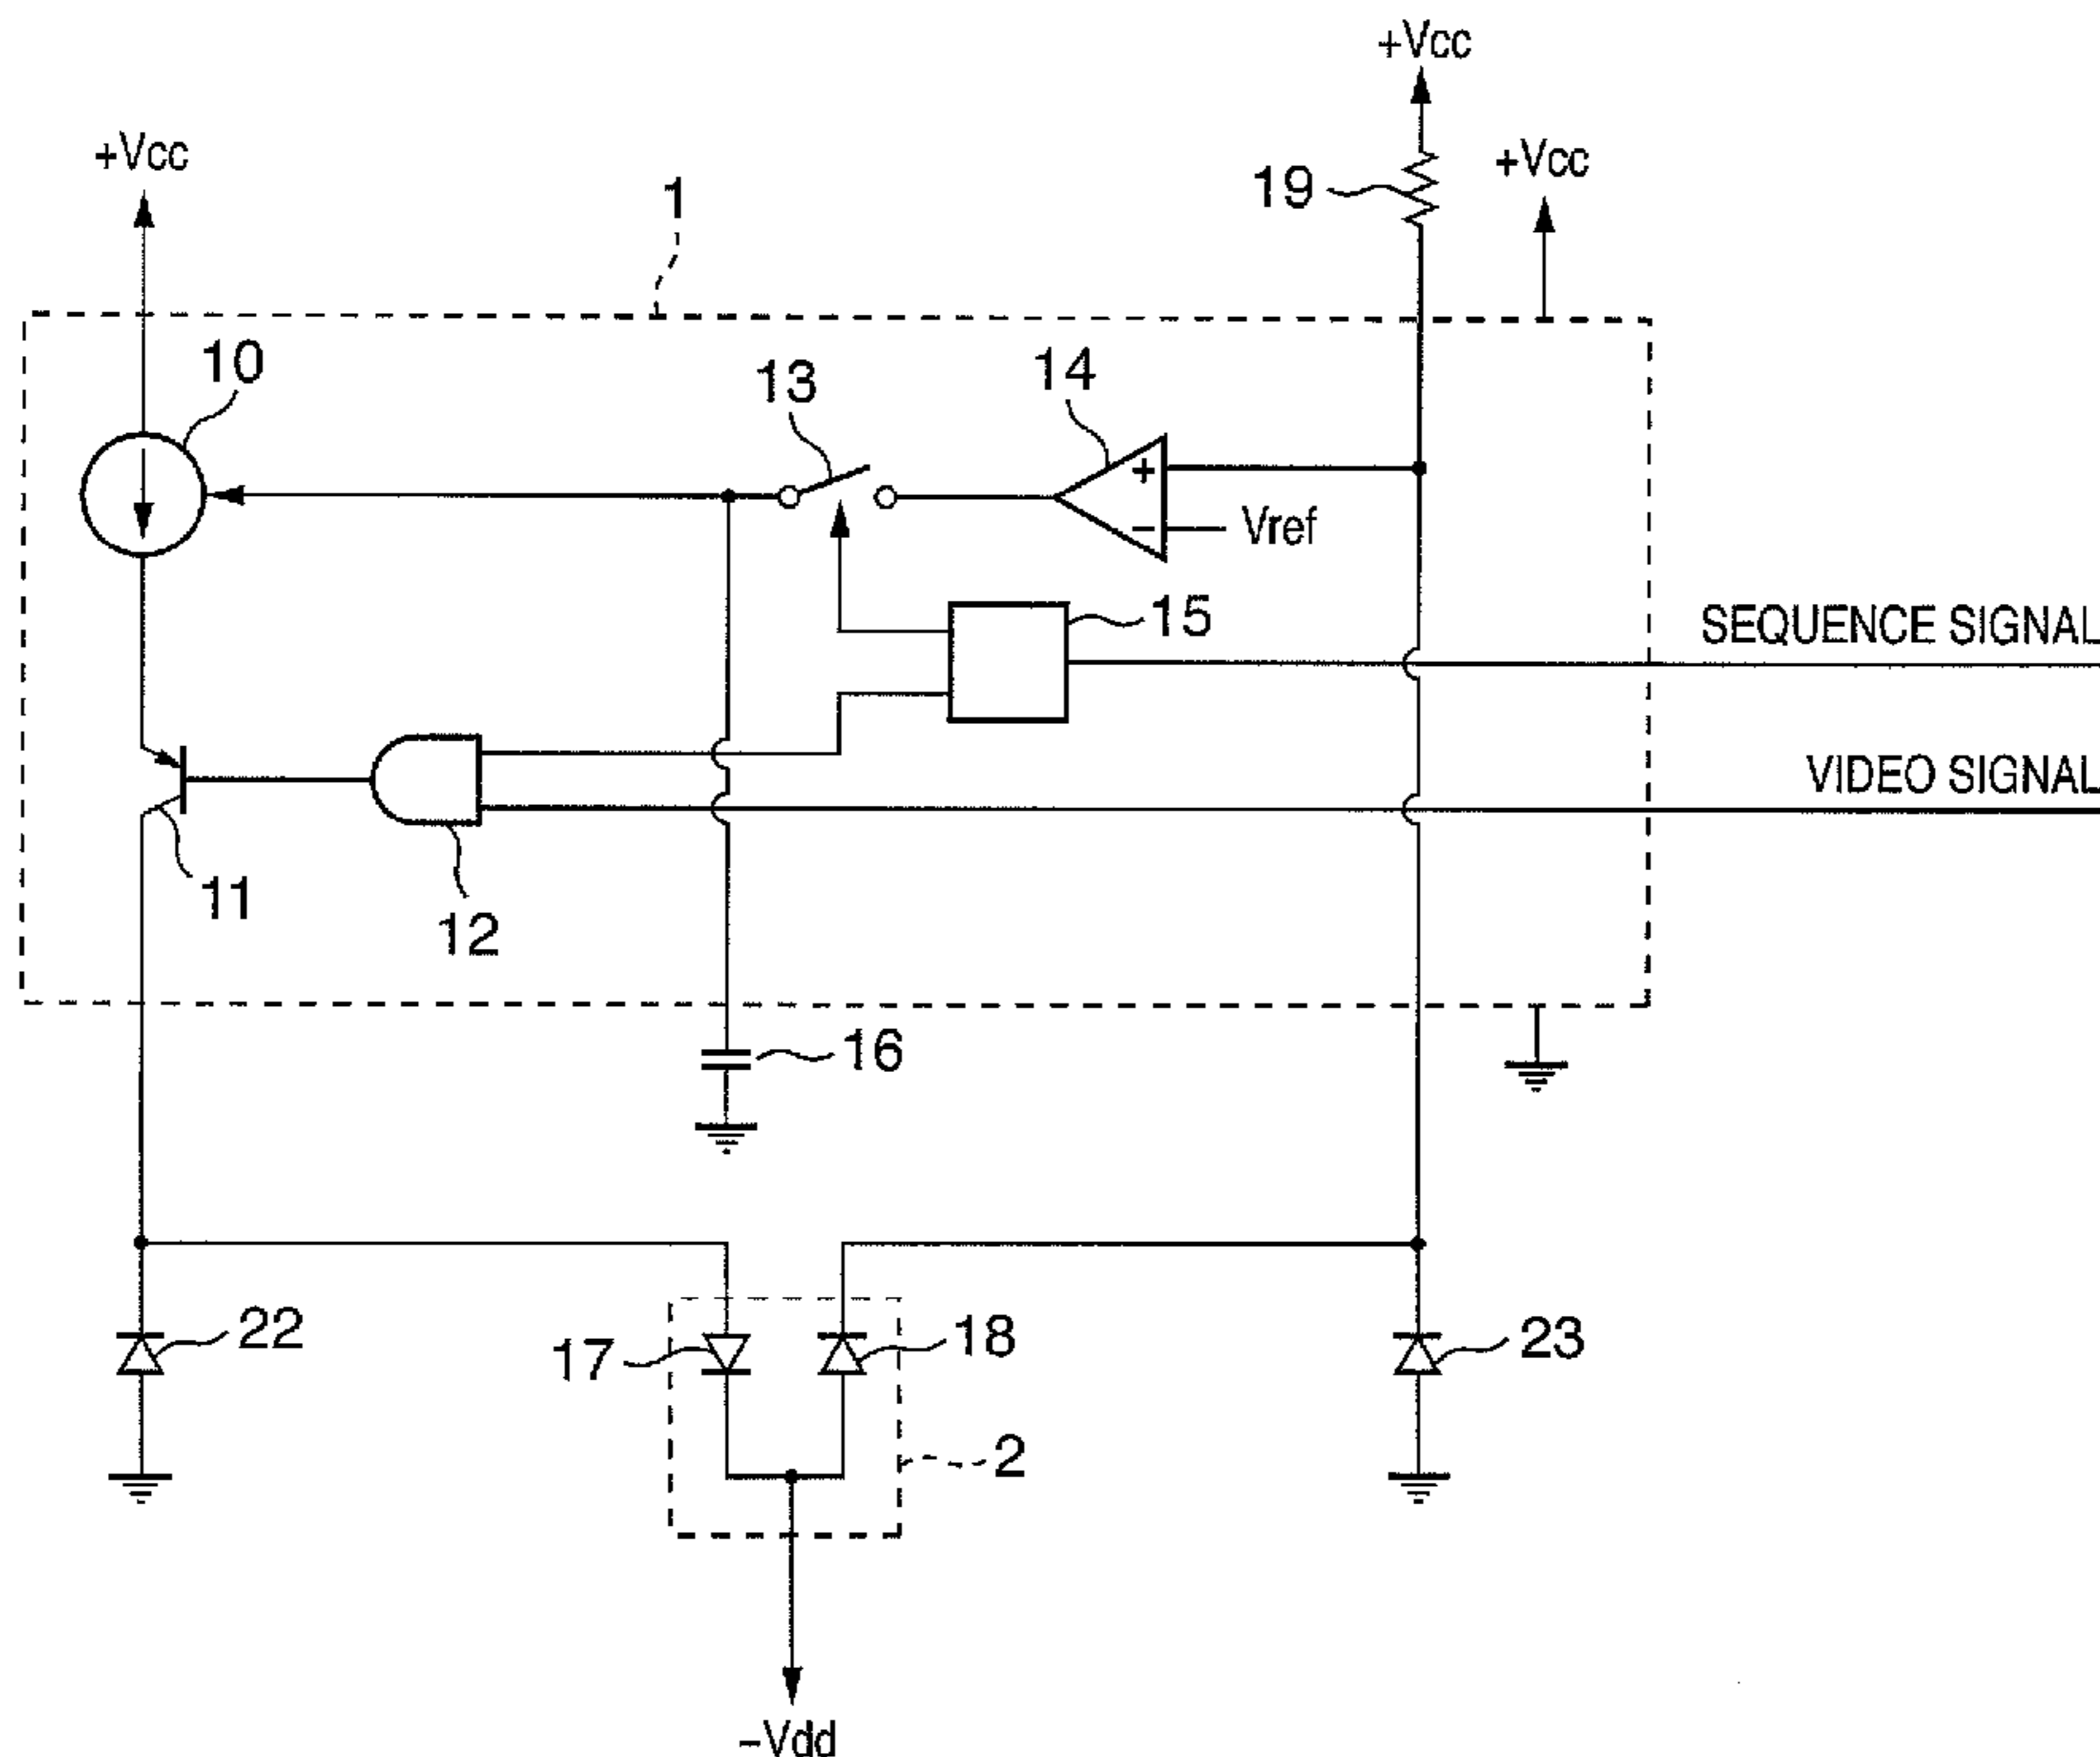 +Vcc
+Vcc
19
+Vcc
1
10
13
14
+
−
Vref
15
SEQUENCE SIGNAL
VIDEO SIGNAL
11
12
16
22
17
18
23
2
−Vdd